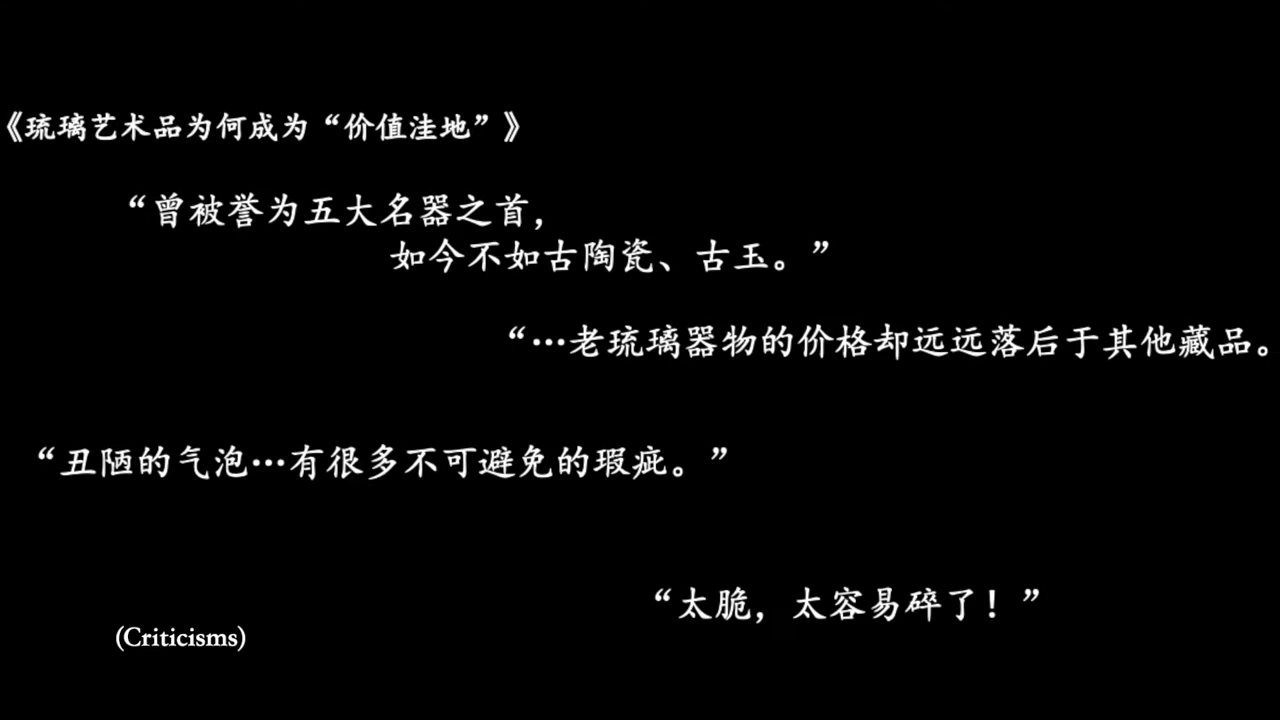 《琉璃艺术品为何成为“价值洼地”》
“曾被誉为五大名器之首，
如今不如古陶瓷、古玉。”
“…老琉璃器物的价格却远远落后于其他藏品。
“丑陋的气泡…有很多不可避免的瑕疵。”
“太脆，太容易碎了！”
(Criticisms)